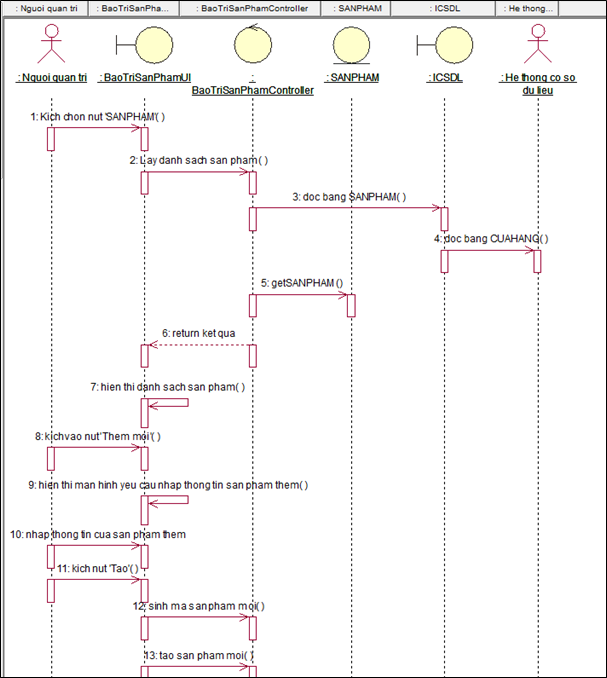 : Nguoi quan tri
: BaoTriSanPha...
: BaoTriSanPhamController
: SANPHAM
: ICSDL
: He thong...
: Nguoi quan tri
: BaoTriSanPhamUI
:
BaoTriSanPhamController
: SANPHAM
: ICSDL
: He thong co so
du lieu
1: Kich chon nut 'SANPHAM'( )
2: Lay danh sach san pham( )
3: doc bang SANPHAM( )
4: doc bang CUAHANG( )
5: getSANPHAM ()
6: return ket qua
7: hien thi danh sach san pham( )
8: kichvao nut'Them moi'( )
9: hien thi man hinh yeu cau nhap thong tin san pham them( )
10: nhap thong tin cua san pham them
11: kich nut 'Tao'( )
12: sinh ma sanpham moi( )
13: tao san pham moi( )